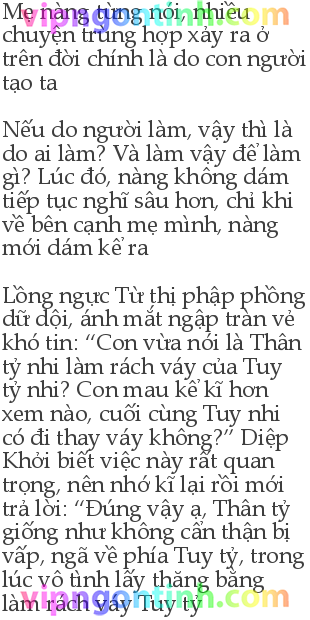 Mẹ nàng từng nói, nhiều
vipngontinh.com
chuyện trùng hợp xảy ra ở
trên đời chính là do con người
tạo ta
Nếu do người làm, vậy thì là
do ai làm? Và làm vậy để làm
gì? Lúc đó, nàng không dám
tiếp tục nghĩ sâu hơn, chỉ khi
về bên cạnh mẹ mình, nàng
mới dám kể ra
Lồng ngực Từ thị phập phồng
dữ dội, ánh mắt ngập tràn vẻ
khó tin: “Con vừa nói là Thân
tỷ nhi làm rách váy của Tuy
tỷ nhi? Con mau kể kĩ hơn
xem nào, cuối cùng Tuy nhi
có đi thay váy không?” Diệp
Khởi biết việc này rất quan
trọng, nên nhớ kĩ lại rồi mới
trả lời: “Đúng vậy ạ, Thân tỷ
giống như không cẩn thận bị
vấp, ngã về phía Tuy tỷ, trong
lúc vô tình lấy thăng bằng
làm rách váy Tuy tỷ
vipngontinh.com